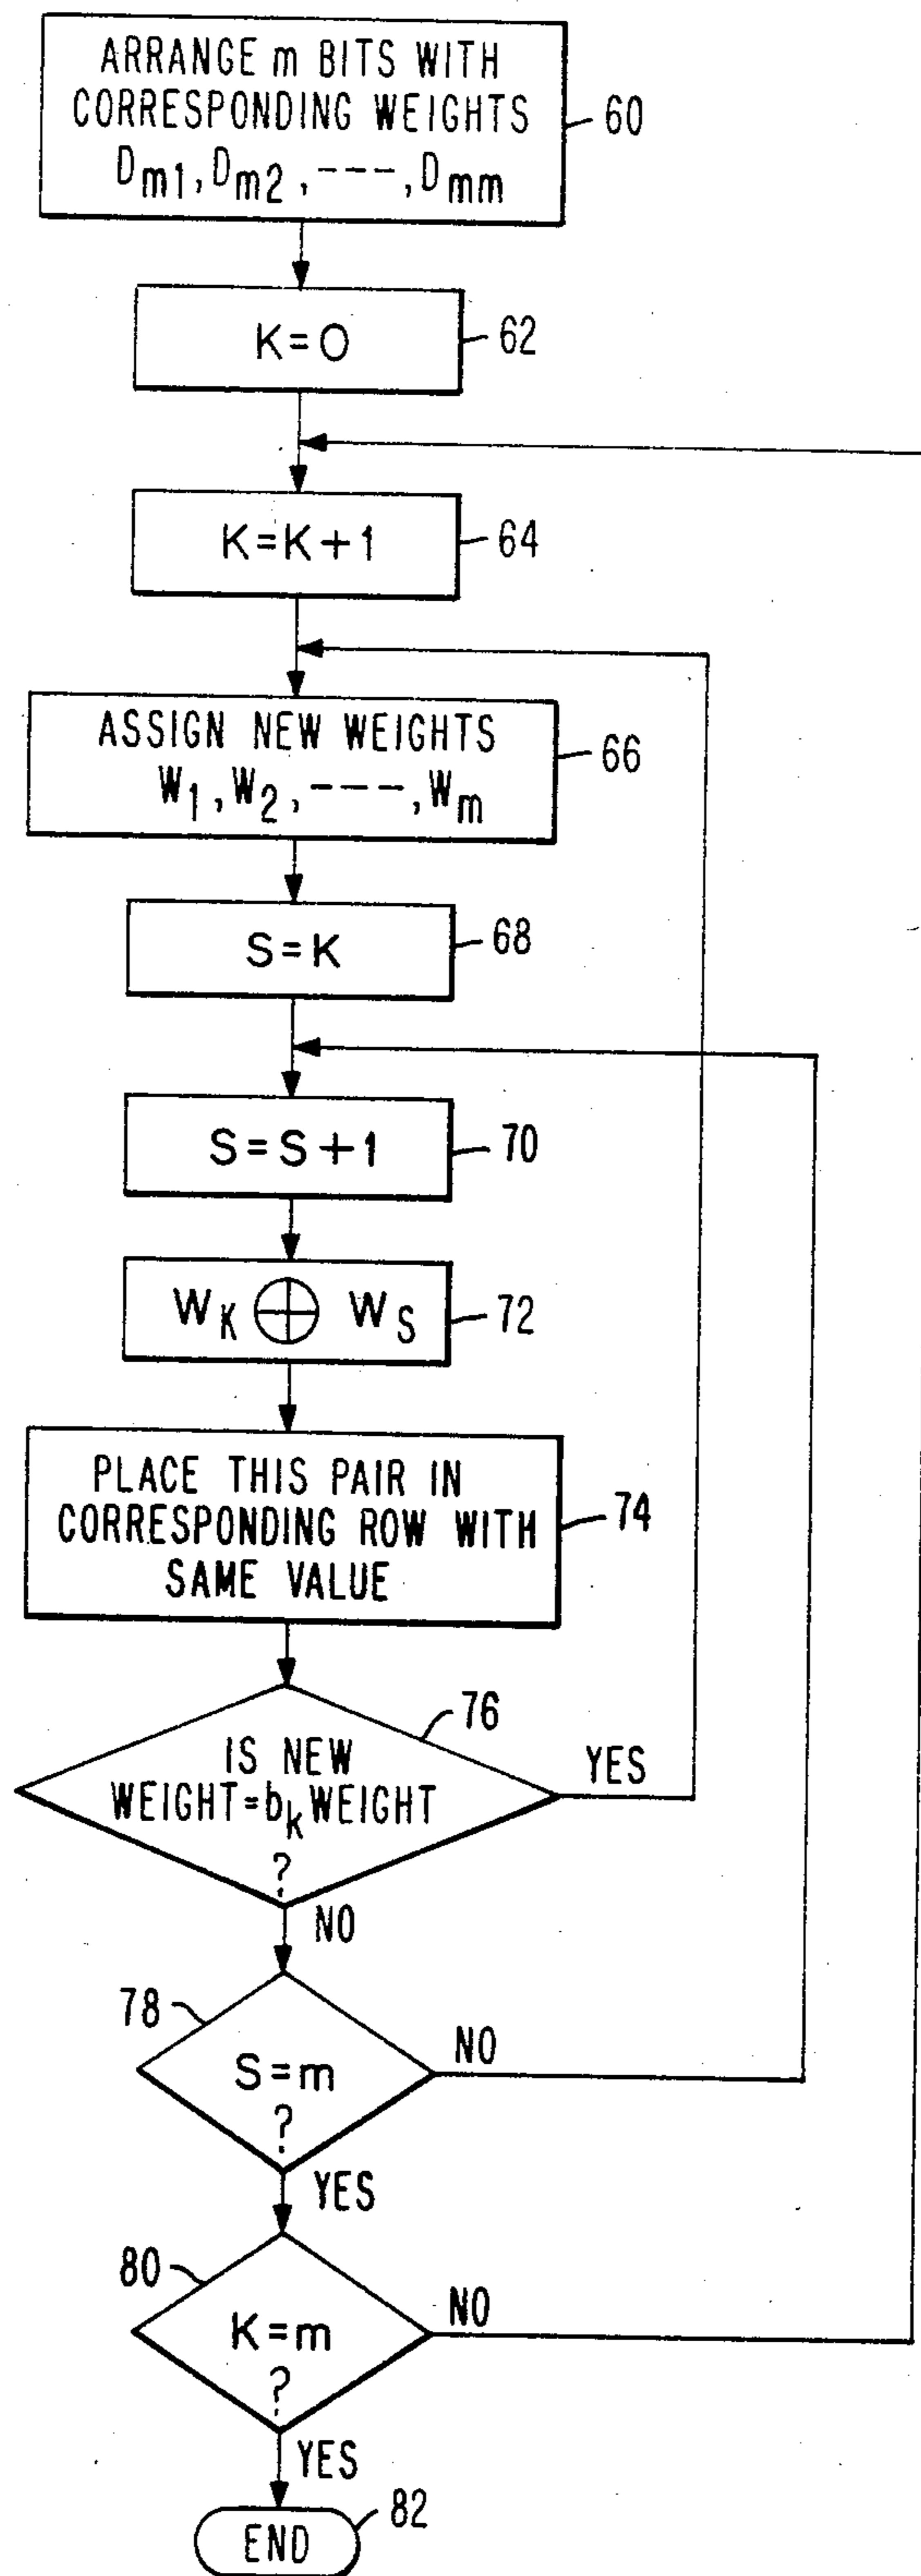 ARRANGE m BITS WITH
CORRESPONDING WEIGHTS
Dm1, Dm2, ---, Dmm
60
K=0
62
K=K+1
64
ASSIGN NEW WEIGHTS
W1, W2, ---, Wm
66
S=K
68
S=S+1
70
WK ⊕ WS
72
PLACE THIS PAIR IN
CORRESPONDING ROW WITH
SAME VALUE
74
76
IS NEW
WEIGHT=bk WEIGHT
?
YES
NO
78
S=m
?
NO
YES
80
K=m
?
NO
YES
END
82